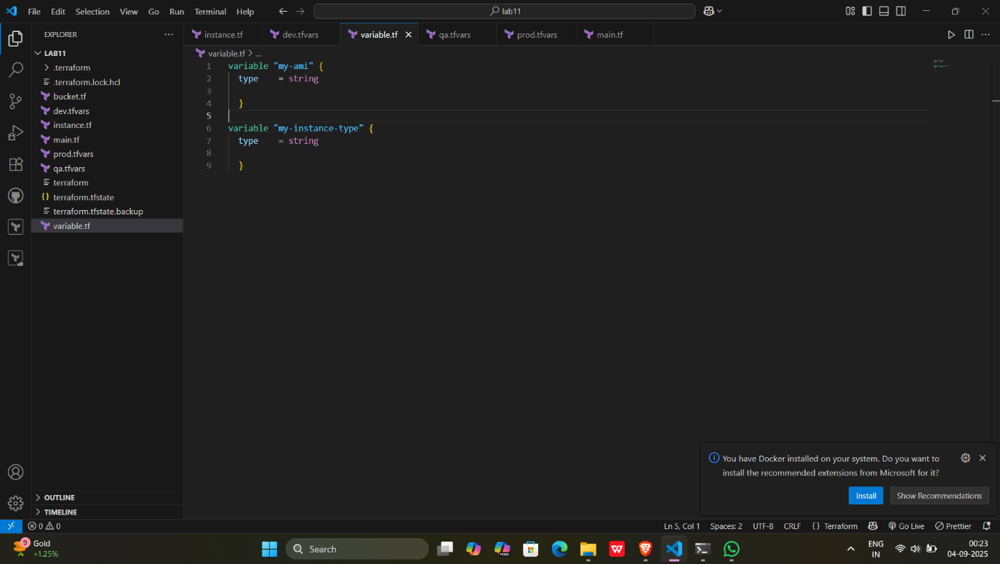 File Edit Selection View Go Run Terminal Help
lab11
EXPLORER
instance.tf
dev.tfvars
variable.tf
qa.tfvars
prod.tfvars
main.tf
LAB11
.terraform
.terraform.lock.hcl
bucket.tf
dev.tfvars
instance.tf
main.tf
prod.tfvars
qa.tfvars
terraform
terraform.tfstate
terraform.tfstate.backup
variable.tf
OUTLINE
TIMELINE
variable.tf > ...
1 variable "my-ami" {
2 type = string
3
4 }
5
6 variable "my-instance-type" {
7 type = string
8
9 }
You have Docker installed on your system. Do you want to
install the recommended extensions from Microsoft for it?
Install
Show Recommendations
0 0
Ln 5, Col 1 Spaces: 2 UTF-8 CRLF {} Terraform Go Live Prettier
9
Gold
+1.25%
Search
M365
W
ENG
IN
00:23
04-09-2025